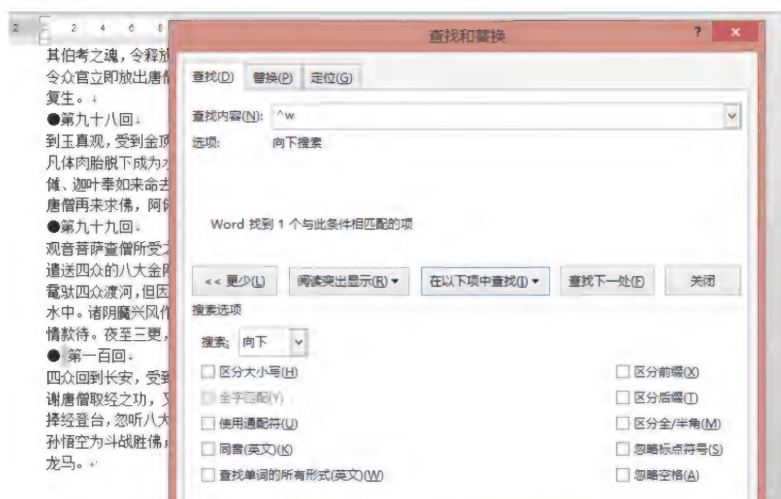 2 2 4 6 8
查找和替换 ? ×
其伯考之魂，令释放
令众官立即放出唐僧
复生。↓
●第九十八回↓
到玉真观，受到金顶
凡体肉胎脱下成为
傩、迦叶奉如来命去
唐僧再来求佛，阿傩
●第九十九回↓
观音菩萨查僧所受之
遣送四众的八大金刚
鼋驮四众渡河，但因
水中。诸阴魔兴风作
情款待。夜至三更，
● 第一百回↓
四众回到长安，受到
谢唐僧取经之功，又
捧经登台，忽听八大
孙悟空为斗战胜佛，
龙马。↵
查找(D) 替换(P) 定位(G)
查找内容(N): ^w
选项: 向下搜索
Word 找到 1 个与此条件相匹配的项
<< 更少(L) 阅读突出显示(R) 在以下项中查找(I) 查找下一处(F) 关闭
搜索选项
搜索: 向下
区分大小写(H) 区分前缀(X)
全字匹配(Y) 区分后缀(T)
使用通配符(U) 区分全/半角(M)
同音(英文)(K) 忽略标点符号(S)
查找单词的所有形式(英文)(W) 忽略空格(A)